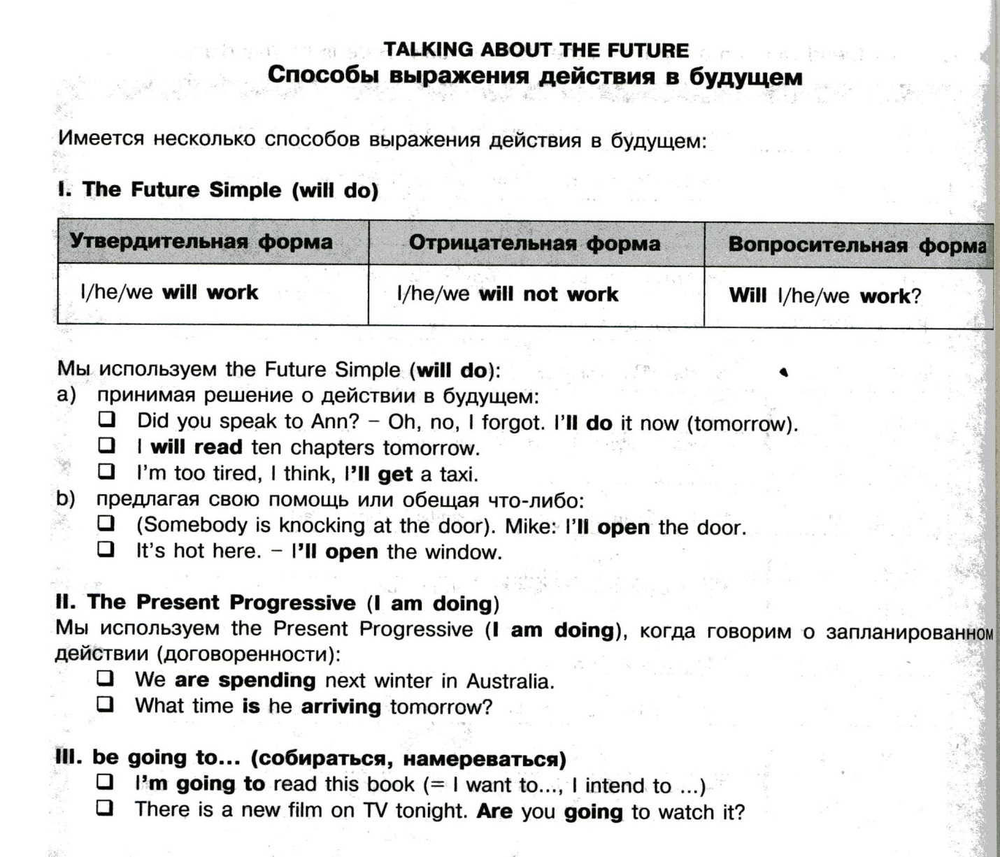 TALKING ABOUT THE FUTURE
Способы выражения действия в будущем
Имеется несколько способов выражения действия в будущем:
I. The Future Simple (will do)
Утвердительная форма Отрицательная форма Вопросительная форма
I/he/we will work I/he/we will not work Will I/he/we work?
Мы используем the Future Simple (will do):
a) принимая решение о действии в будущем:
❑ Did you speak to Ann? – Oh, no, I forgot. I'll do it now (tomorrow).
❑ I will read ten chapters tomorrow.
❑ I'm too tired, I think, I'll get a taxi.
b) предлагая свою помощь или обещая что-либо:
❑ (Somebody is knocking at the door). Mike: I'll open the door.
❑ It's hot here. – I'll open the window.
II. The Present Progressive (I am doing)
Мы используем the Present Progressive (I am doing), когда говорим о запланированном
действии (договоренности):
❑ We are spending next winter in Australia.
❑ What time is he arriving tomorrow?
III. be going to... (собираться, намереваться)
❑ I'm going to read this book (= I want to..., I intend to ...)
❑ There is a new film on TV tonight. Are you going to watch it?